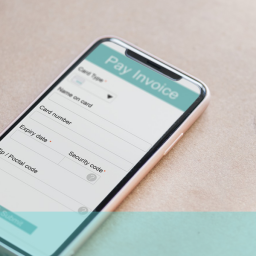 Pay Invoice
Card Type *
Name on card
Card number
Expiry date *
Security code*
Zip / Postal code